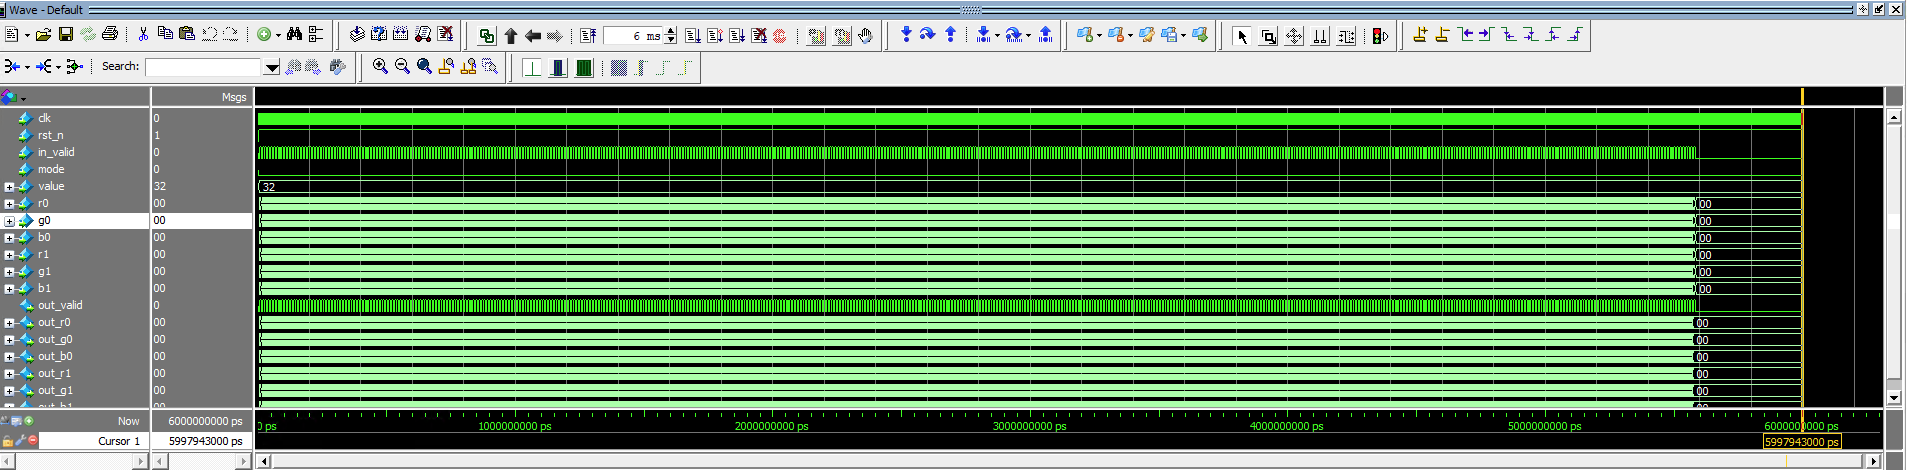 Wave - Default
6 ms
Search:
Msgs
clk 0
rst_n 1
in_valid 0
mode 0
value 32 32
r0 00 00
g0 00 00
b0 00 00
r1 00 00
g1 00 00
b1 00 00
out_valid 0
out_r0 00 00
out_g0 00 00
out_b0 00 00
out_r1 00 00
out_g1 00 00
out_b1 00 00
Now 6000000000 ps 0 ps 1000000000 ps 2000000000 ps 3000000000 ps 4000000000 ps 5000000000 ps 6000000000 ps
Cursor 1 5997943000 ps 5997943000 ps